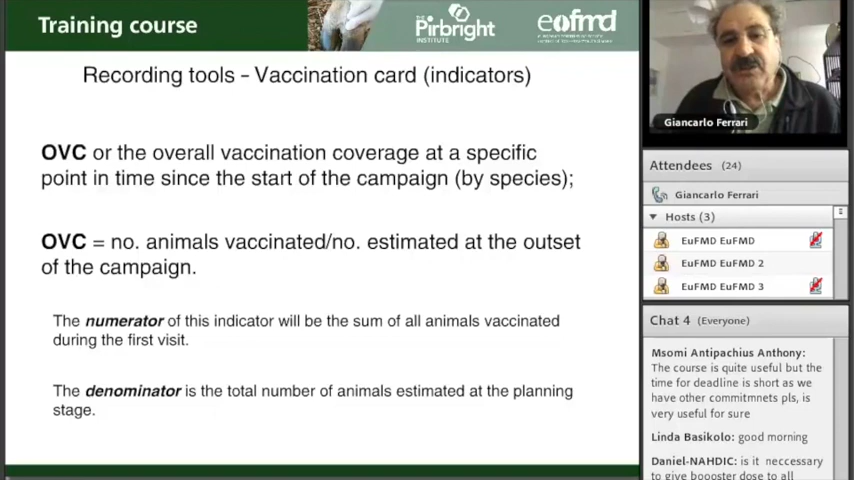 Training course
THE
Pirbright
INSTITUTE
eofmd
Recording tools – Vaccination card (indicators)
OVC or the overall vaccination coverage at a specific
point in time since the start of the campaign (by species);
OVC = no. animals vaccinated/no. estimated at the outset
of the campaign.
The numerator of this indicator will be the sum of all animals vaccinated
during the first visit.
The denominator is the total number of animals estimated at the planning
stage.
Giancarlo Ferrari
Attendees (24)
Giancarlo Ferrari
Hosts (3)
EuFMD EuFMD
EuFMD EuFMD 2
EuFMD EuFMD 3
Chat 4 (Everyone)
Msomi Antipachius Anthony:
The course is quite useful but the
time for deadline is short as we
have other commitmnets pls, is
very useful for sure
Linda Basikolo: good morning
Daniel-NAHDIC: is it neccessary
to give boooster dose to all